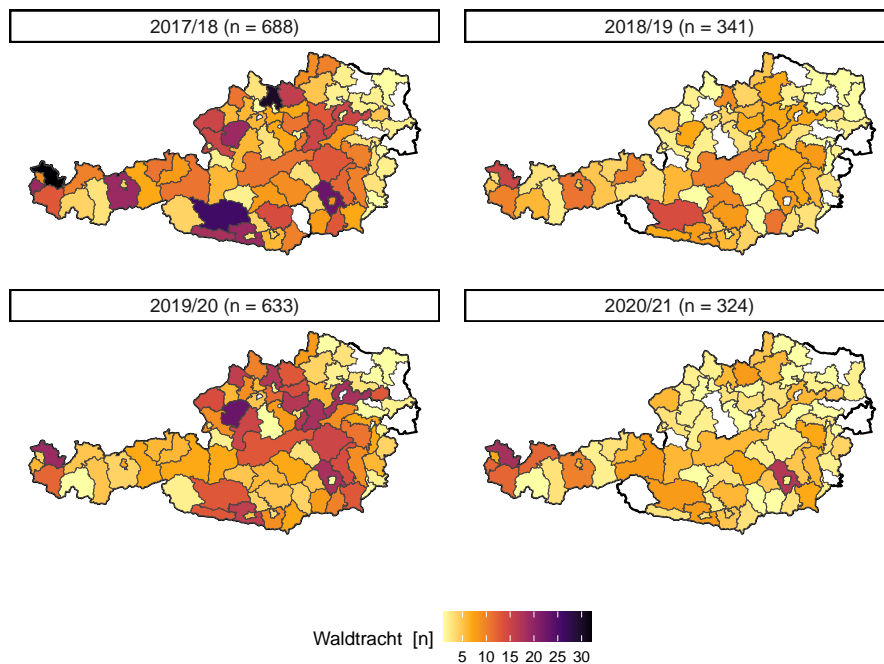 2017/18 (n = 688)
2018/19 (n = 341)
2019/20 (n = 633)
2020/21 (n = 324)
Waldtracht [n]
5 10 15 20 25 30